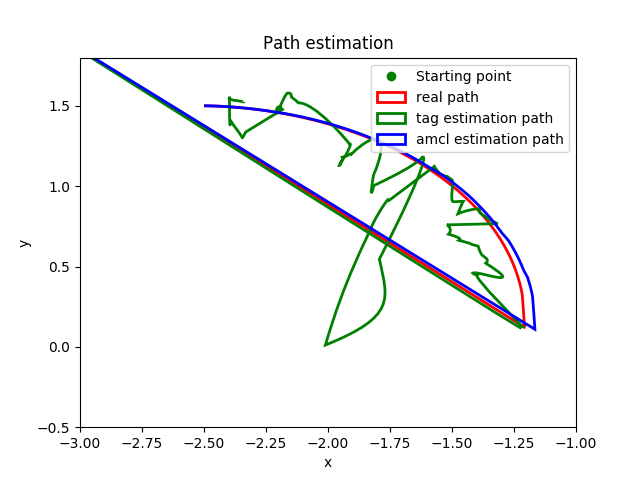 Path estimation
Starting point
real path
tag estimation path
amcl estimation path
y
1.5
1.0
0.5
0.0
−0.5
−3.00 −2.75 −2.50 −2.25 −2.00 −1.75 −1.50 −1.25 −1.00
x